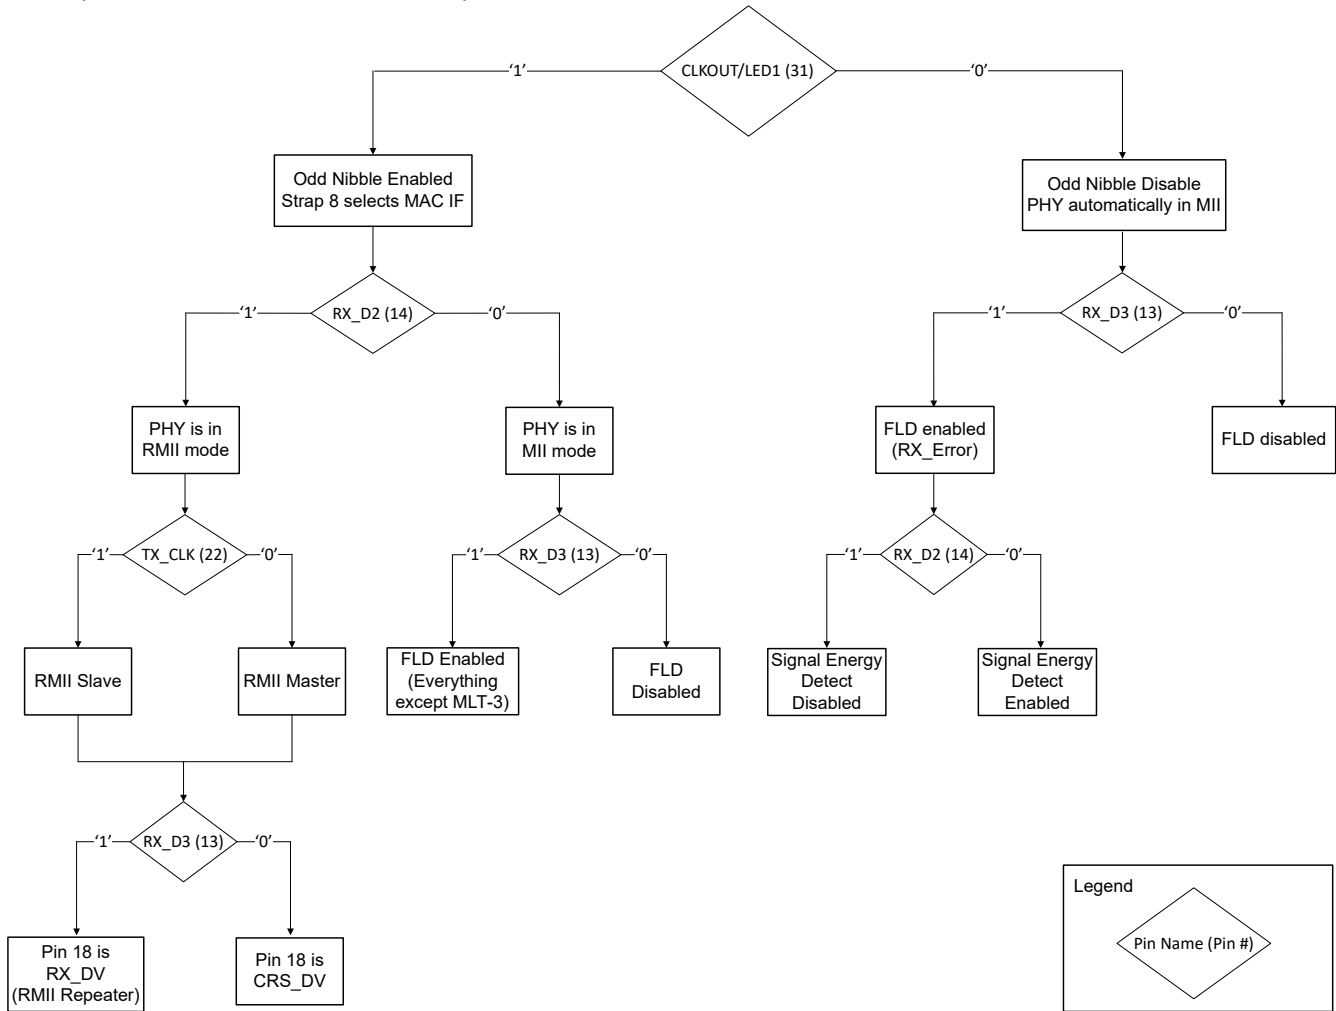 CLKOUT/LED1 (31)
‘1’
‘0’
Odd Nibble Enabled
Strap 8 selects MAC IF
Odd Nibble Disable
PHY automatically in MII
RX_D2 (14)
‘1’
‘0’
RX_D3 (13)
‘1’
‘0’
PHY is in
RMII mode
PHY is in
MII mode
FLD enabled
(RX_Error)
FLD disabled
TX_CLK (22)
‘1’
‘0’
RX_D3 (13)
‘1’
‘0’
RX_D2 (14)
‘1’
‘0’
RMII Slave
RMII Master
FLD Enabled
(Everything
except MLT-3)
FLD
Disabled
Signal Energy
Detect
Disabled
Signal Energy
Detect
Enabled
RX_D3 (13)
‘1’
‘0’
Pin 18 is
RX_DV
(RMII Repeater)
Pin 18 is
CRS_DV
Legend
Pin Name (Pin #)